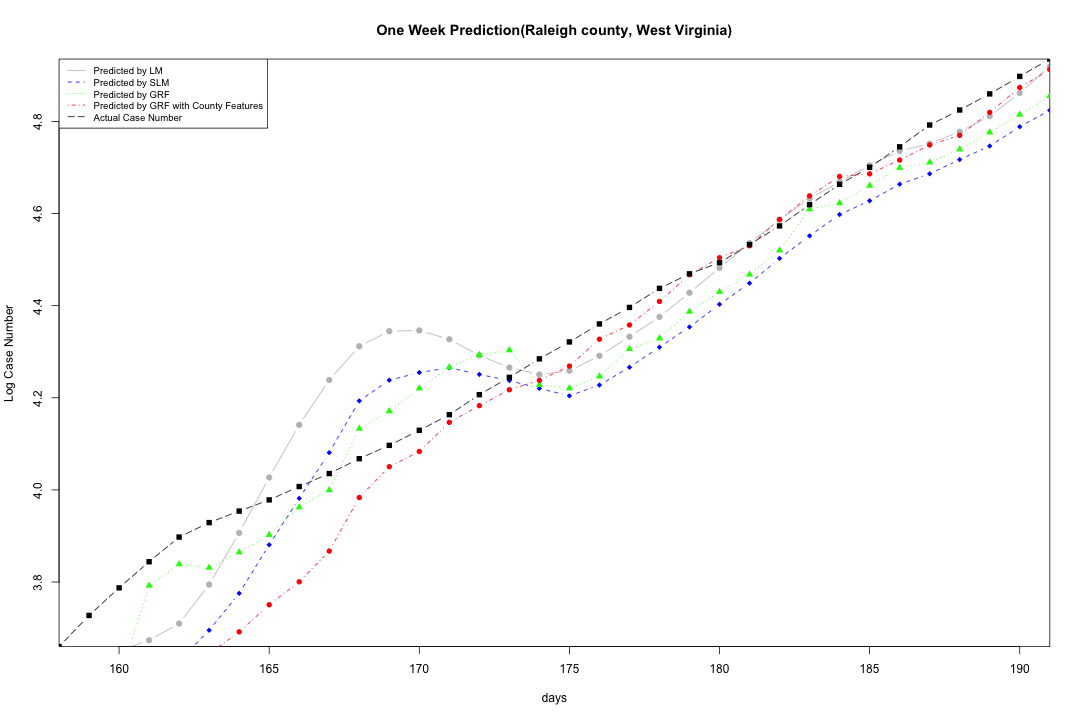 One Week Prediction(Raleigh county, West Virginia)
Predicted by LM
Predicted by SLM
Predicted by GRF
Predicted by GRF with County Features
Actual Case Number
Log Case Number
4.8
4.6
4.4
4.2
4.0
3.8
160 165 170 175 180 185 190
days